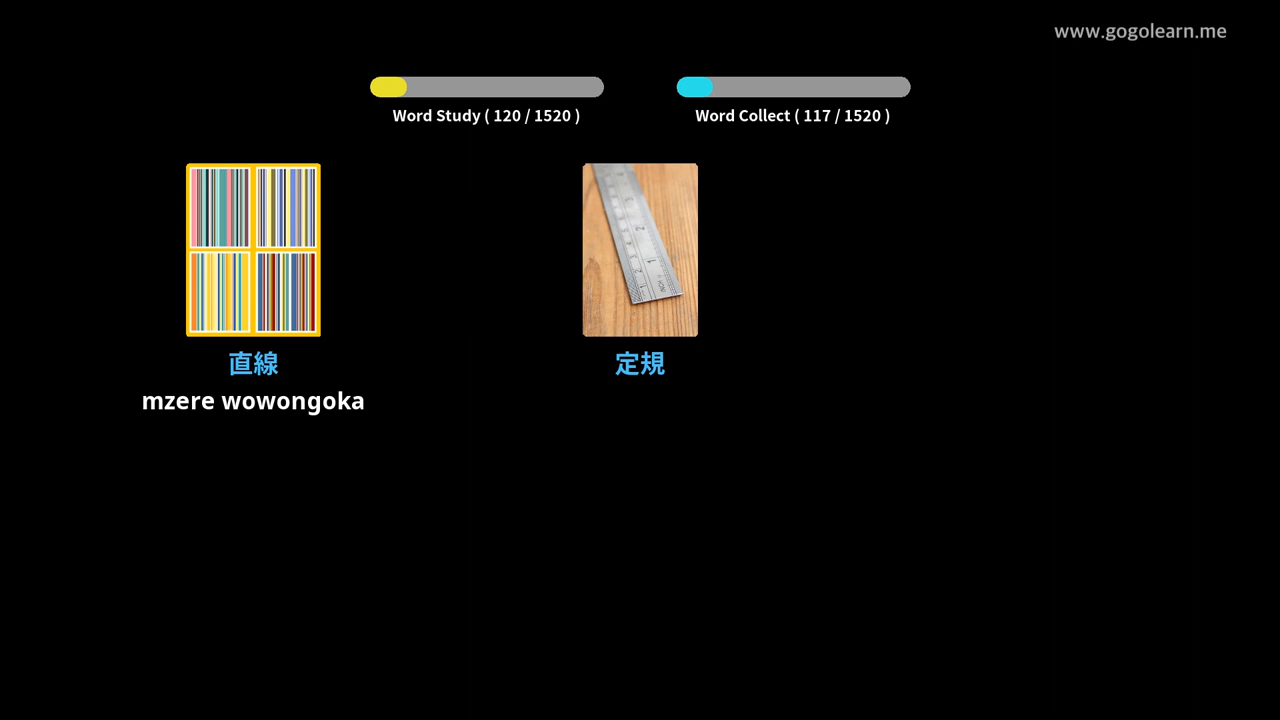 www.gogolearn.me
Word Study ( 120 / 1520 )
Word Collect ( 117 / 1520 )
直線
mzere wowongoka
定規